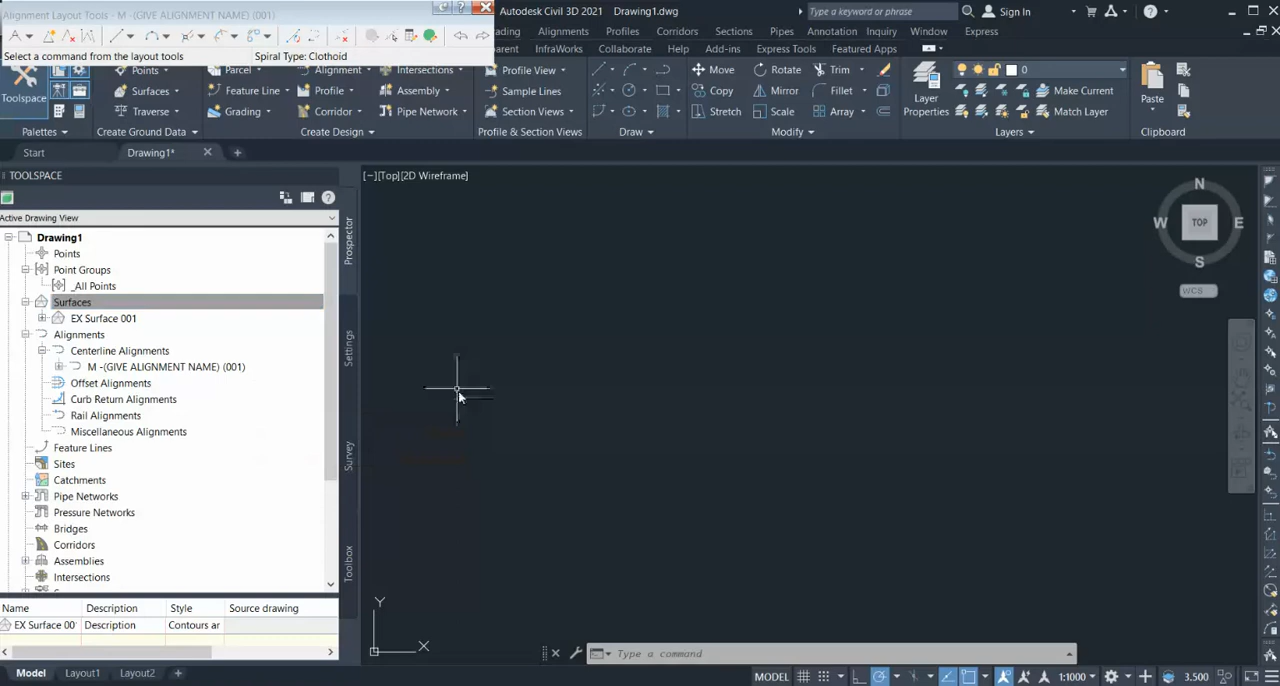 Alignment Layout Tools - M -(GIVE ALIGNMENT NAME) (001)
Select a command from the layout tools
Spiral Type: Clothoid
Autodesk Civil 3D 2021 Drawing1.dwg
Type a keyword or phrase
Sign In
Alignments Profiles Corridors Sections Pipes Annotation Inquiry Window Express
InfraWorks Collaborate Add-ins Express Tools Featured Apps
Toolspace
Palettes
Points
Surfaces
Traverse
Create Ground Data
Parcel
Feature Line
Grading
Alignment
Profile
Corridor
Intersections
Assembly
Pipe Network
Create Design
Profile View
Sample Lines
Section Views
Profile & Section Views
Draw
Move
Copy
Stretch
Rotate
Mirror
Scale
Trim
Fillet
Array
Modify
Layer
Properties
0
Make Current
Match Layer
Layers
Paste
Clipboard
Start
Drawing1*
TOOLSPACE
Active Drawing View
Drawing1
Points
Point Groups
_All Points
Surfaces
EX Surface 001
Alignments
Centerline Alignments
M -(GIVE ALIGNMENT NAME) (001)
Offset Alignments
Curb Return Alignments
Rail Alignments
Miscellaneous Alignments
Feature Lines
Sites
Catchments
Pipe Networks
Pressure Networks
Bridges
Corridors
Assemblies
Intersections
Name Description Style Source drawing
EX Surface 00 Description Contours ar
Prospector
Settings
Survey
Toolbox
[−][Top][2D Wireframe]
N
W
TOP
E
S
WCS
Y
X
Type a command
Model Layout1 Layout2
MODEL
1:1000
3.500